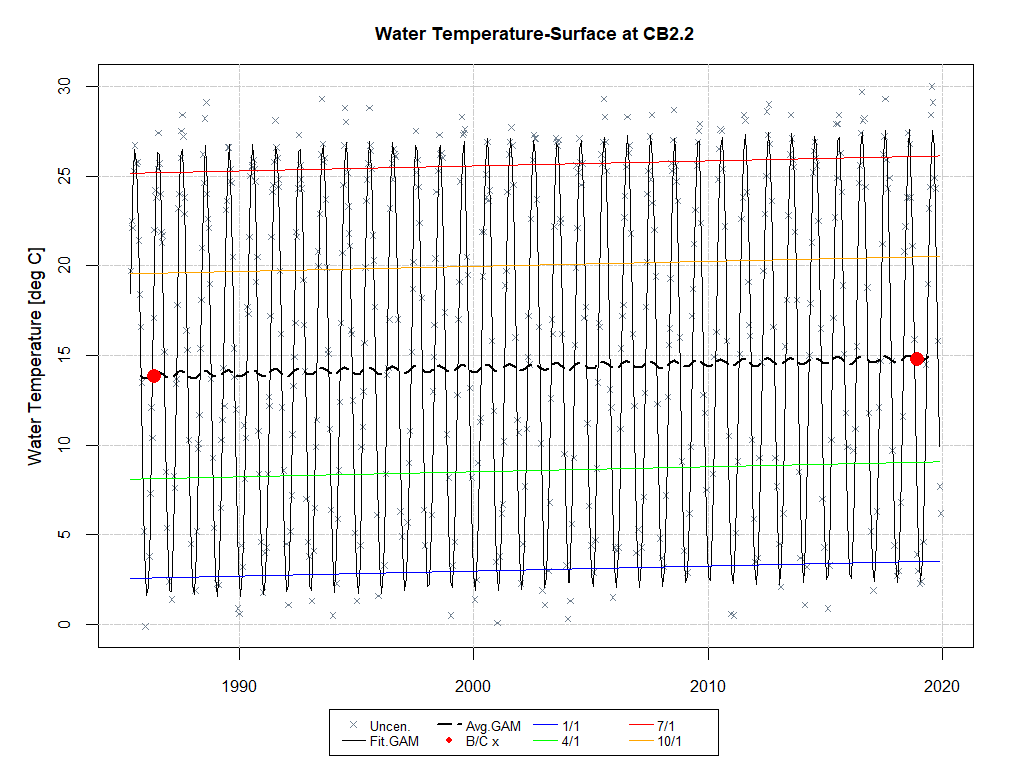 Water Temperature-Surface at CB2.2
Water Temperature [deg C]
30
25
20
15
10
5
0
1990 2000 2010 2020
Uncen. Avg.GAM 1/1 7/1
Fit.GAM B/C x 4/1 10/1